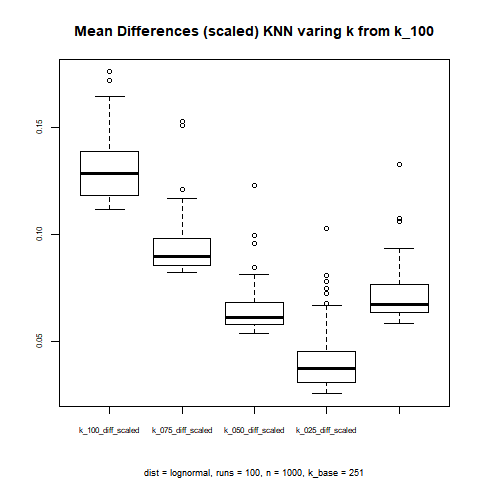 Mean Differences (scaled) KNN varing k from k_100
0.15
0.10
0.05
k_100_diff_scaled k_075_diff_scaled k_050_diff_scaled k_025_diff_scaled
dist = lognormal, runs = 100, n = 1000, k_base = 251